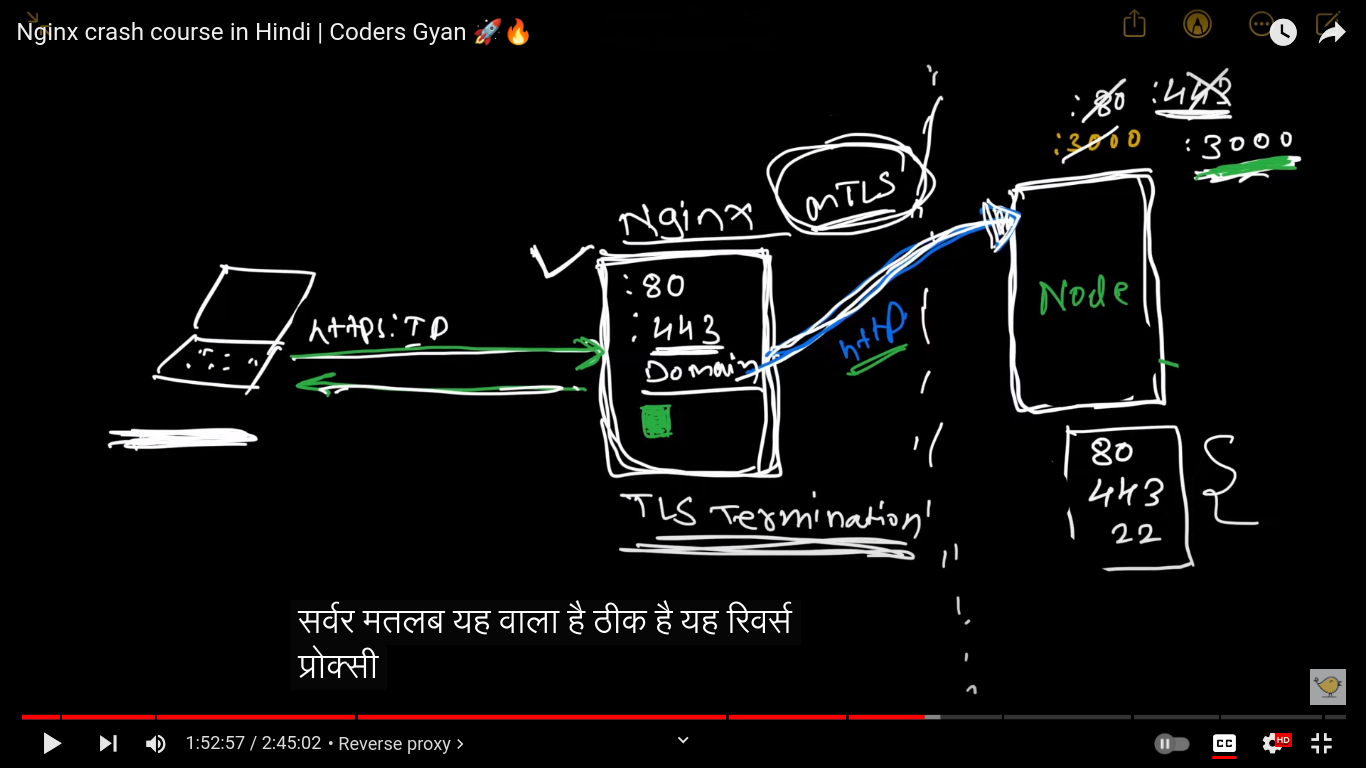 Nginx crash course in Hindi | Coders Gyan 🚀🔥
:80 :443
:3000 :3000
mTLS
Nginx
:80
:443
Domain
https: TD
http
Node
80
443
22
TLS Termination
सर्वर मतलब यह वाला है ठीक है यह रिवर्स
प्रोक्सी
1:52:57 / 2:45:02 • Reverse proxy >
CC
HD